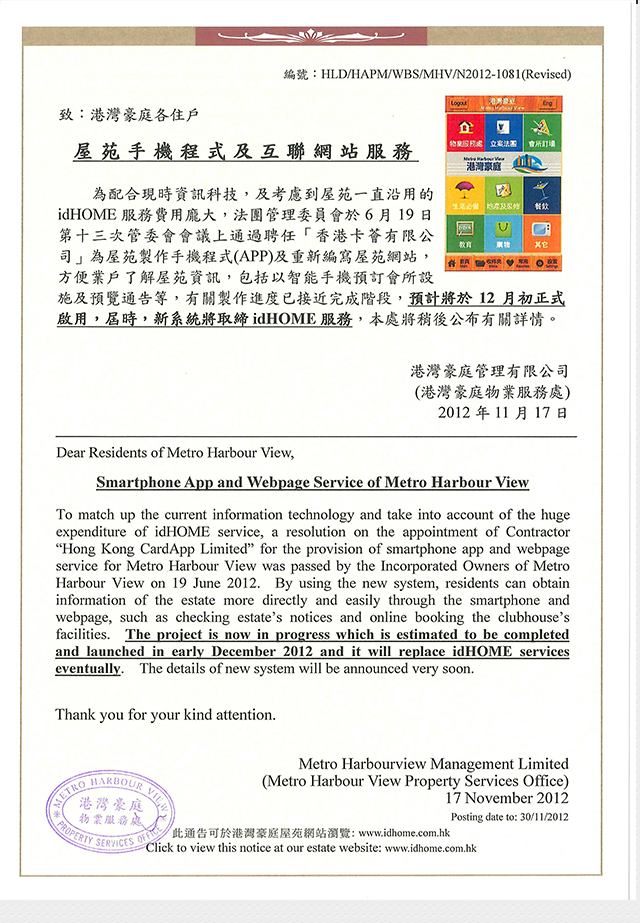 編號：HLD/HAPM/WBS/MHV/N2012-1081(Revised)
致：港灣豪庭各住戶
屋苑手機程式及互聯網站服務
為配合現時資訊科技，及考慮到屋苑一直沿用的
idHOME 服務費用龐大，法團管理委員會於 6 月 19 日
第十三次管委會會議上通過聘任「香港卡薈有限公
司」為屋苑製作手機程式(APP)及重新編寫屋苑網站，
方便業戶了解屋苑資訊，包括以智能手機預訂會所設
施及預覽通告等，有關製作進度已接近完成階段，預計將於 12 月初正式
啟用，屆時，新系統將取締 idHOME 服務，本處將稍後公布有關詳情。
Logout
港灣豪庭
Metro Harbour View
Eng
物業服務處
立案法團
會所訂場
Metro Harbour View
港灣豪庭
生活必備
地產及裝修
餐飲
教育
購物
其它
港灣豪庭管理有限公司
(港灣豪庭物業服務處)
2012 年 11 月 17 日
Dear Residents of Metro Harbour View,
Smartphone App and Webpage Service of Metro Harbour View
To match up the current information technology and take into account of the huge
expenditure of idHOME service, a resolution on the appointment of Contractor
“Hong Kong CardApp Limited” for the provision of smartphone app and webpage
service for Metro Harbour View was passed by the Incorporated Owners of Metro
Harbour View on 19 June 2012. By using the new system, residents can obtain
information of the estate more directly and easily through the smartphone and
webpage, such as checking estate’s notices and online booking the clubhouse’s
facilities. The project is now in progress which is estimated to be completed
and launched in early December 2012 and it will replace idHOME services
eventually. The details of new system will be announced very soon.
Thank you for your kind attention.
Metro Harbourview Management Limited
(Metro Harbour View Property Services Office)
17 November 2012
Posting date to: 30/11/2012
METRO HARBOUR VIEW
港灣豪庭
物業服務處
PROPERTY SERVICES OFFICE
此通告可於港灣豪庭屋苑網站瀏覽: www.idhome.com.hk
Click to view this notice at our estate website: www.idhome.com.hk